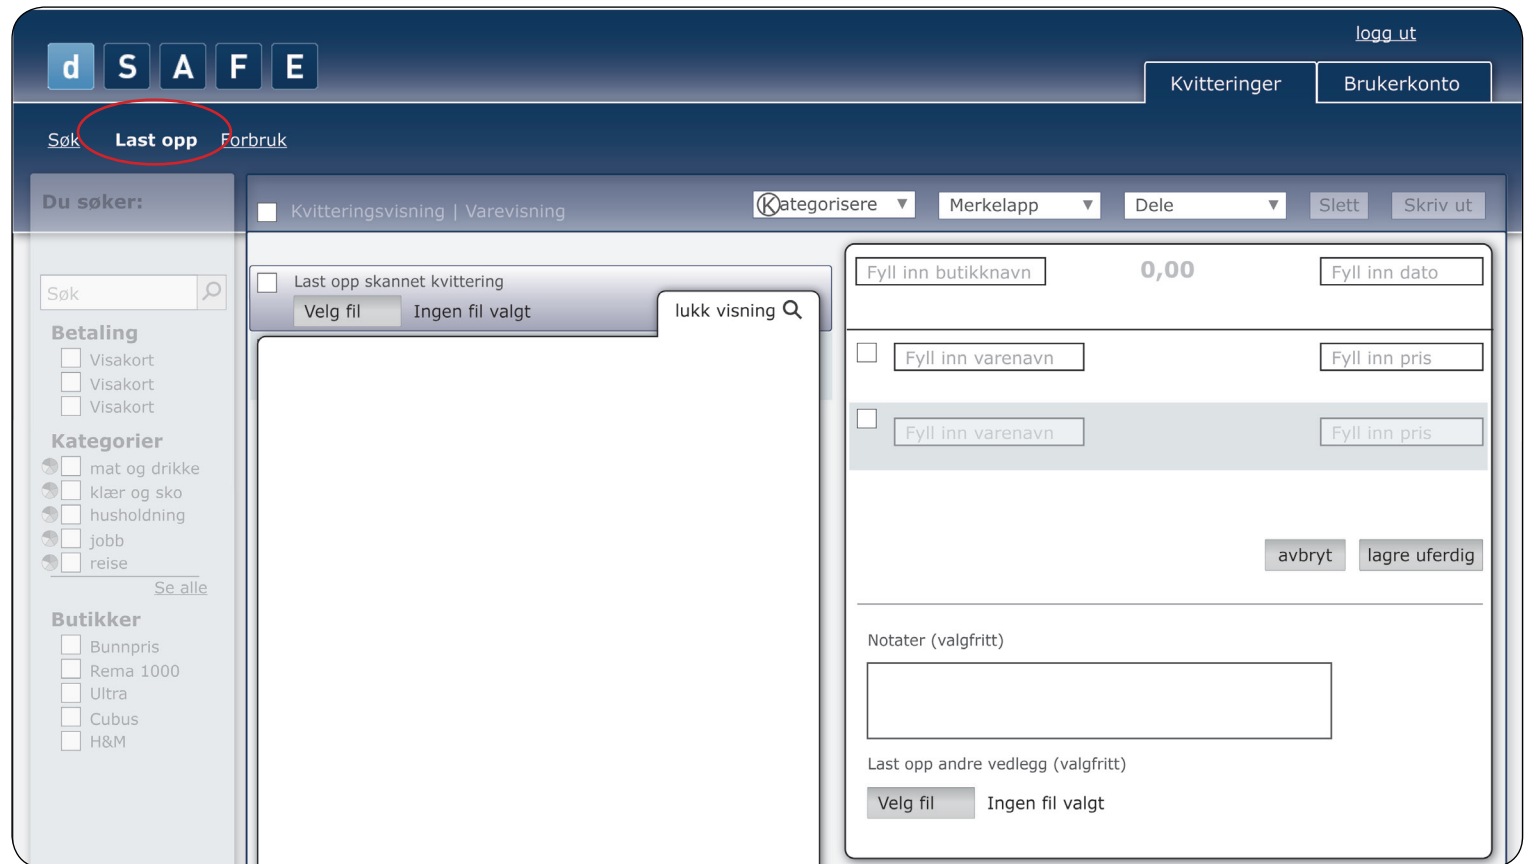 logg ut
d S A F E
Kvitteringer
Brukerkonto
Søk
Last opp
Forbruk
Du søker:
Kvitteringsvisning | Varevisning
Kategorisere ▼
Merkelapp ▼
Dele ▼
Slett
Skriv ut
Søk
Betaling
Visakort
Visakort
Visakort
Kategorier
mat og drikke
klær og sko
husholdning
jobb
reise
Se alle
Butikker
Bunnpris
Rema 1000
Ultra
Cubus
H&M
Last opp skannet kvittering
Velg fil
Ingen fil valgt
lukk visning
Fyll inn butikknavn
0,00
Fyll inn dato
Fyll inn varenavn
Fyll inn pris
Fyll inn varenavn
Fyll inn pris
avbryt
lagre uferdig
Notater (valgfritt)
Last opp andre vedlegg (valgfritt)
Velg fil
Ingen fil valgt